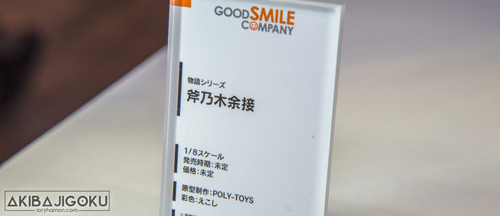 GOOD SMILE
COMPANY
物語シリーズ
斧乃木余接
1/8スケール
発売時期：未定
価格：未定
原型制作：POLY-TOYS
彩色：えこし
AKIBAJIGOKU
roryhamon.com